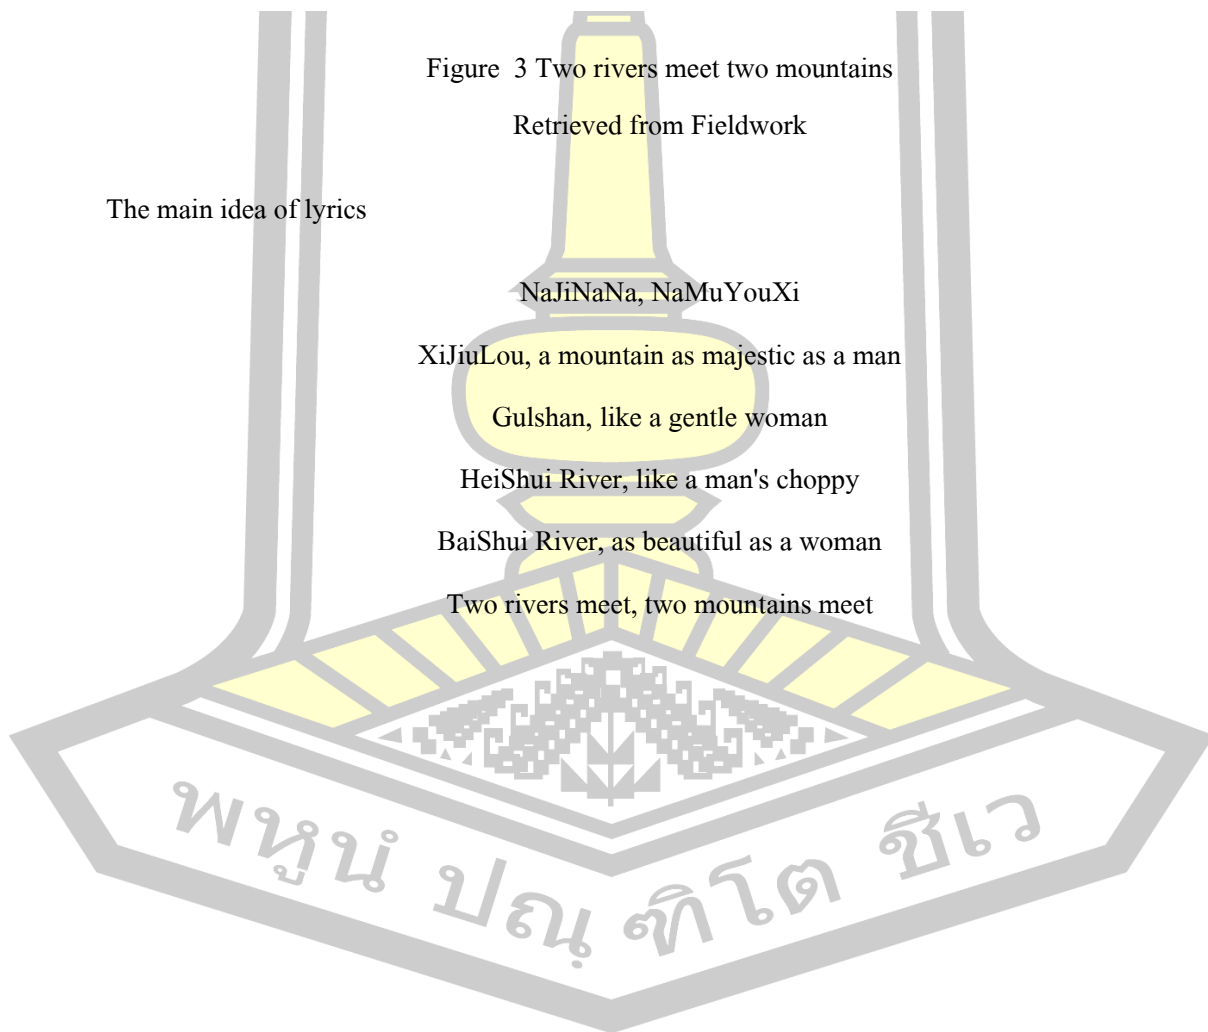 Figure 3 Two rivers meet two mountains
Retrieved from Fieldwork
The main idea of lyrics
NaJiNaNa, NaMuYouXi
XiJiuLou, a mountain as majestic as a man
Gulshan, like a gentle woman
HeiShui River, like a man's choppy
BaiShui River, as beautiful as a woman
Two rivers meet, two mountains meet
พหูนํ ปณฺ ฑิโต ชีเว